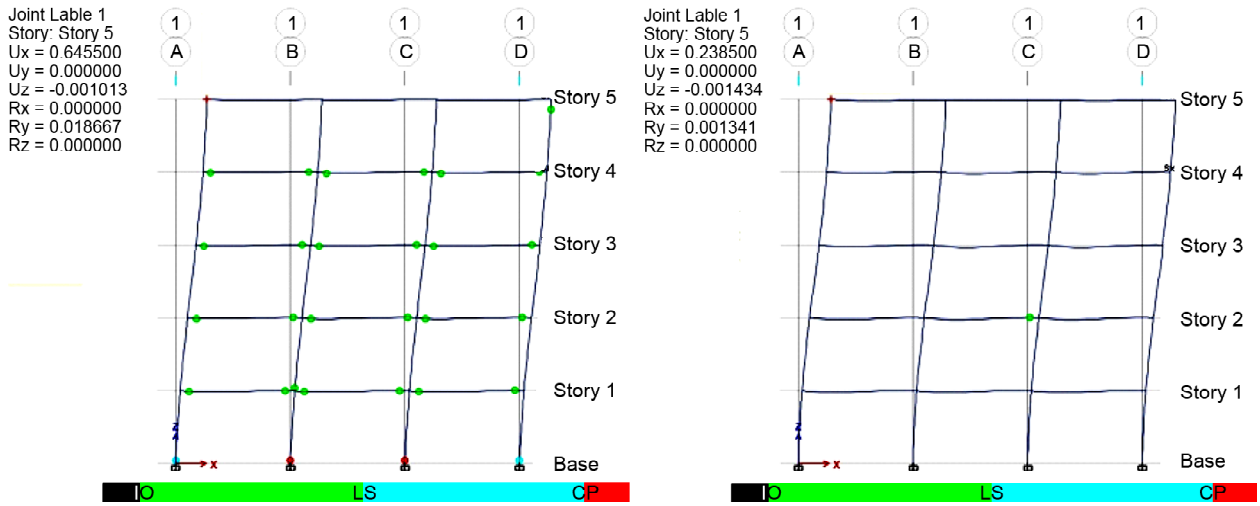 Joint Lable 1
Story: Story 5
Ux = 0.645500
Uy = 0.000000
Uz = -0.001013
Rx = 0.000000
Ry = 0.018667
Rz = 0.000000
1 1 1 1
A B C D
Story 5
Story 4
Story 3
Story 2
Story 1
Z
X
Base
IO LS CP
Joint Lable 1
Story: Story 5
Ux = 0.238500
Uy = 0.000000
Uz = -0.001434
Rx = 0.000000
Ry = 0.001341
Rz = 0.000000
1 1 1 1
A B C D
Story 5
Story 4
Story 3
Story 2
Story 1
Z
X
Base
IO LS CP